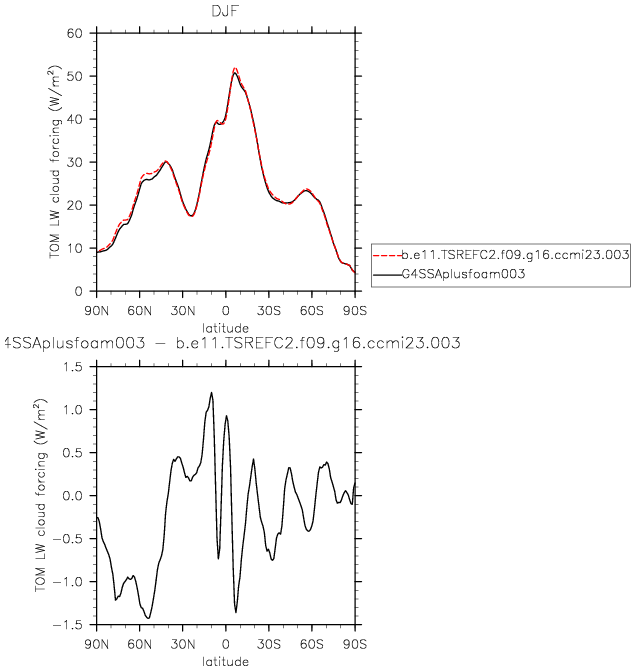 DJF
60
50
40
30
20
10
0
TOM LW cloud forcing (W/m²)
90N 60N 30N 0 30S 60S 90S
latitude
b.e11.TSREFC2.f09.g16.ccmi23.003
G4SSAplusfoam003
4SSAplusfoam003 – b.e11.TSREFC2.f09.g16.ccmi23.003
1.5
1.0
0.5
0.0
−0.5
−1.0
−1.5
TOM LW cloud forcing (W/m²)
90N 60N 30N 0 30S 60S 90S
latitude